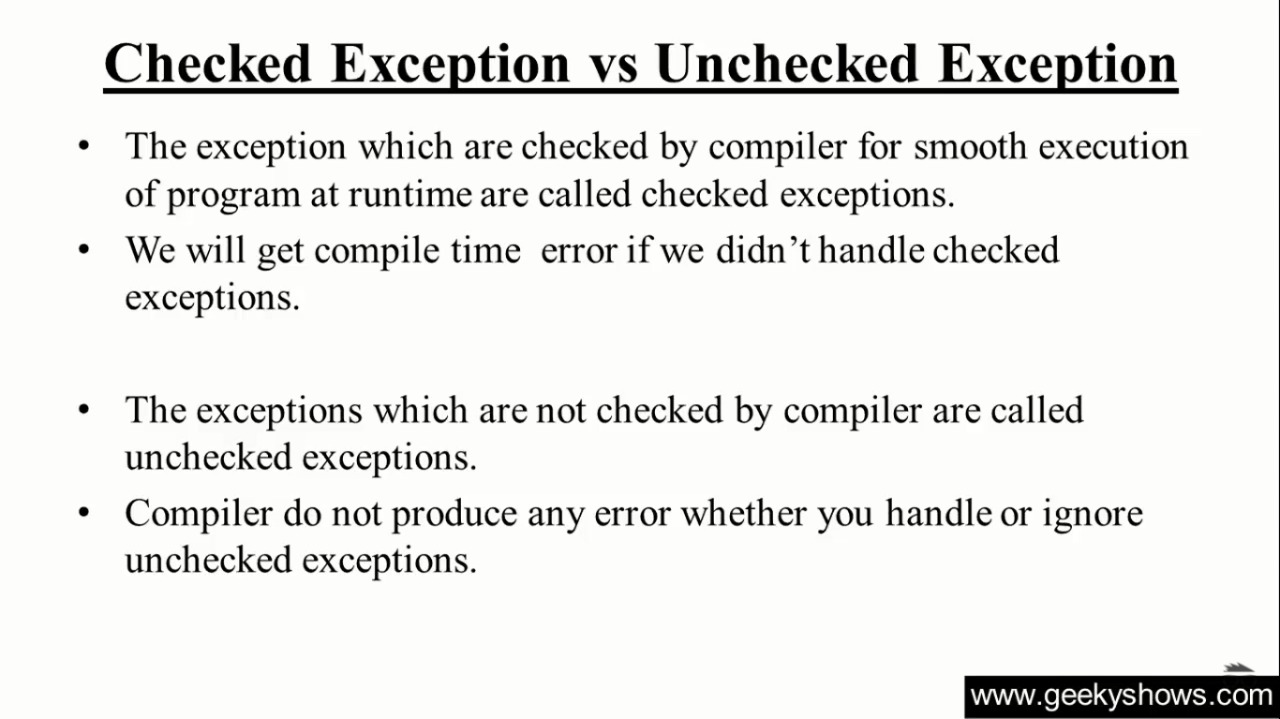 Checked Exception vs Unchecked Exception
• The exception which are checked by compiler for smooth execution
of program at runtime are called checked exceptions.
• We will get compile time error if we didn’t handle checked
exceptions.
• The exceptions which are not checked by compiler are called
unchecked exceptions.
• Compiler do not produce any error whether you handle or ignore
unchecked exceptions.
www.geekyshows.com